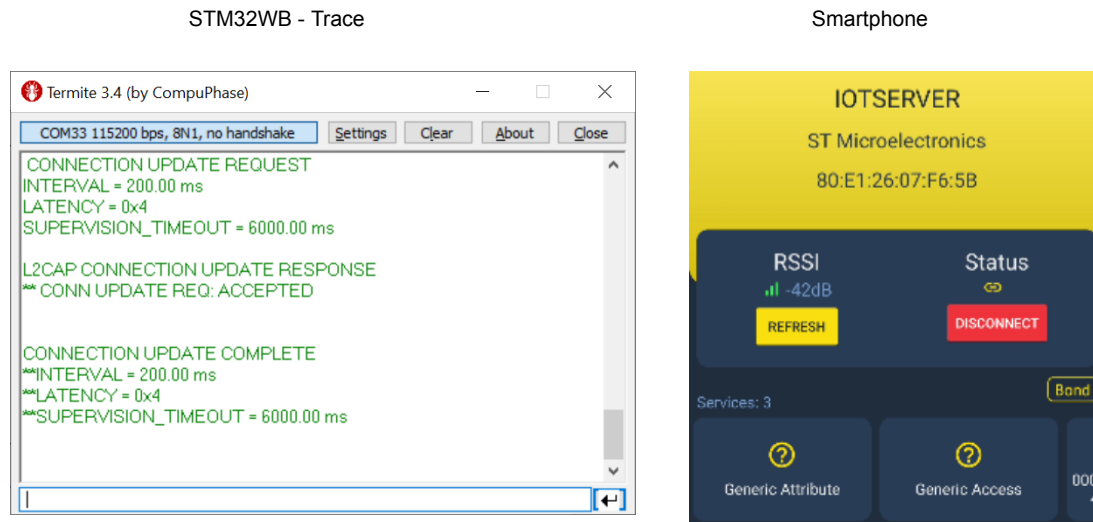 STM32WB - Trace
Smartphone
Termite 3.4 (by CompuPhase)
COM33 115200 bps, 8N1, no handshake
Settings
Clear
About
Close
CONNECTION UPDATE REQUEST
INTERVAL = 200.00 ms
LATENCY = 0x4
SUPERVISION_TIMEOUT = 6000.00 ms
L2CAP CONNECTION UPDATE RESPONSE
** CONN UPDATE REQ: ACCEPTED
CONNECTION UPDATE COMPLETE
**INTERVAL = 200.00 ms
**LATENCY = 0x4
**SUPERVISION_TIMEOUT = 6000.00 ms
IOTSERVER
ST Microelectronics
80:E1:26:07:F6:5B
RSSI
Status
-42dB
REFRESH
DISCONNECT
Bond
Services: 3
Generic Attribute
Generic Access